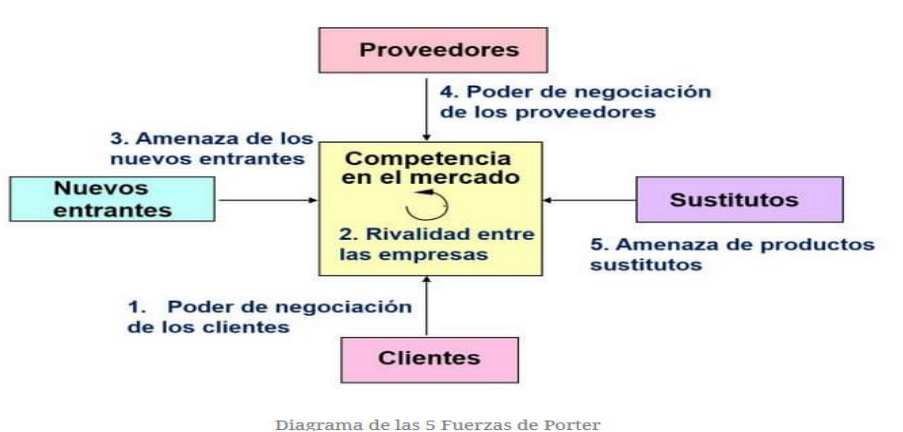 Proveedores
4. Poder de negociación
de los proveedores
3. Amenaza de los
nuevos entrantes
Competencia
en el mercado
Nuevos
entrantes
Sustitutos
2. Rivalidad entre
las empresas
5. Amenaza de productos
sustitutos
1. Poder de negociación
de los clientes
Clientes
Diagrama de las 5 Fuerzas de Porter